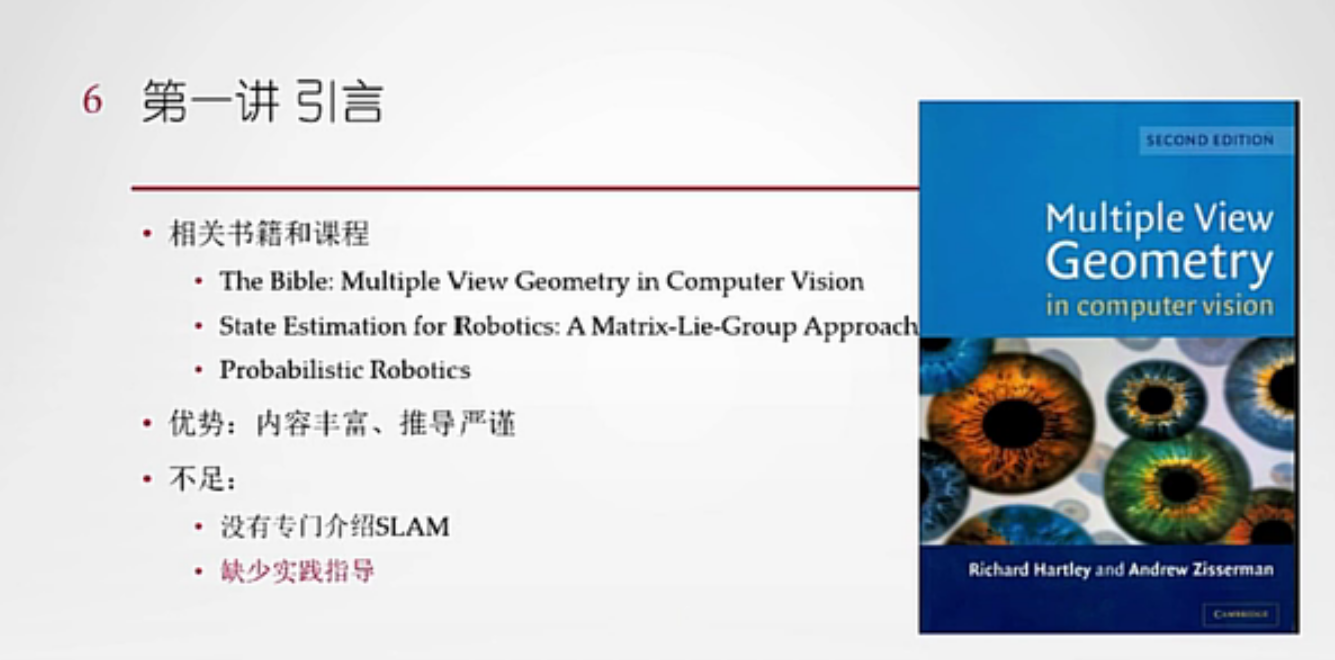 6 第一讲 引言
• 相关书籍和课程
• The Bible: Multiple View Geometry in Computer Vision
• State Estimation for Robotics: A Matrix-Lie-Group Approach
• Probabilistic Robotics
• 优势：内容丰富、推导严谨
• 不足：
• 没有专门介绍SLAM
• 缺少实践指导
SECOND EDITION
Multiple View
Geometry
in computer vision
Richard Hartley and Andrew Zisserman
CAMBRIDGE